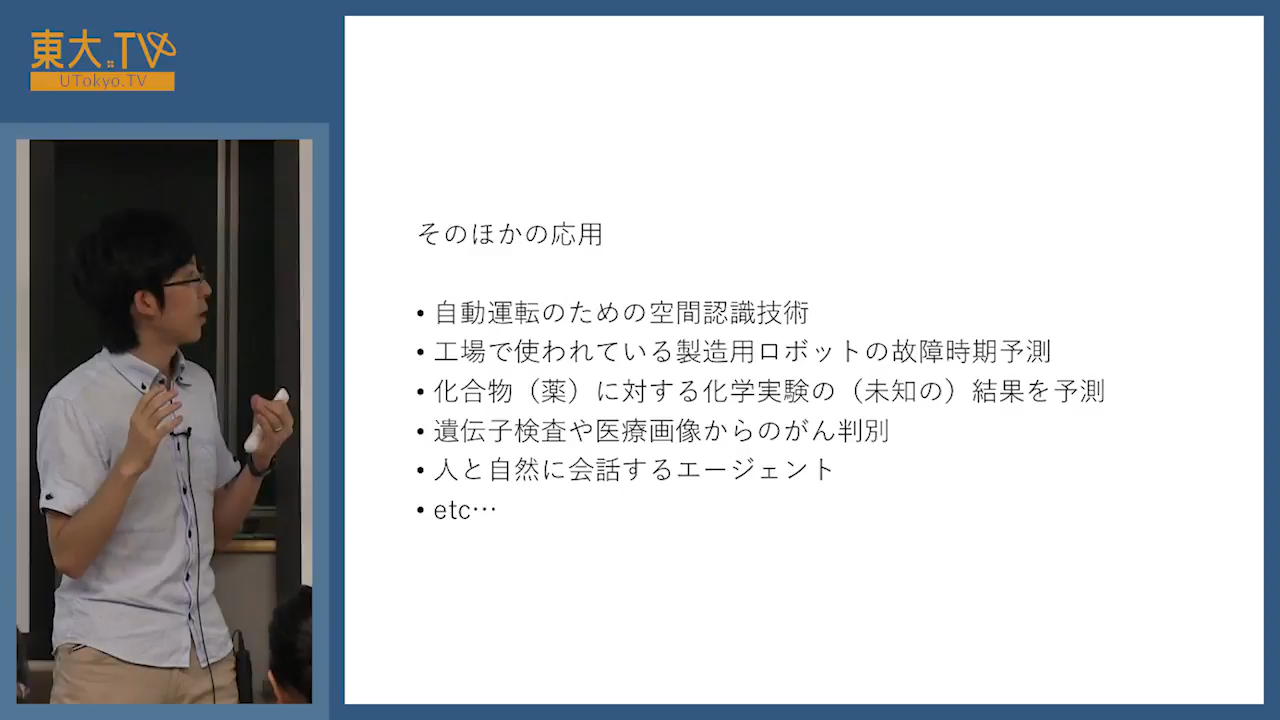 東大.TV
UTokyo.TV
そのほかの応用
• 自動運転のための空間認識技術
• 工場で使われている製造用ロボットの故障時期予測
• 化合物（薬）に対する化学実験の（未知の）結果を予測
• 遺伝子検査や医療画像からのがん判別
• 人と自然に会話するエージェント
• etc…